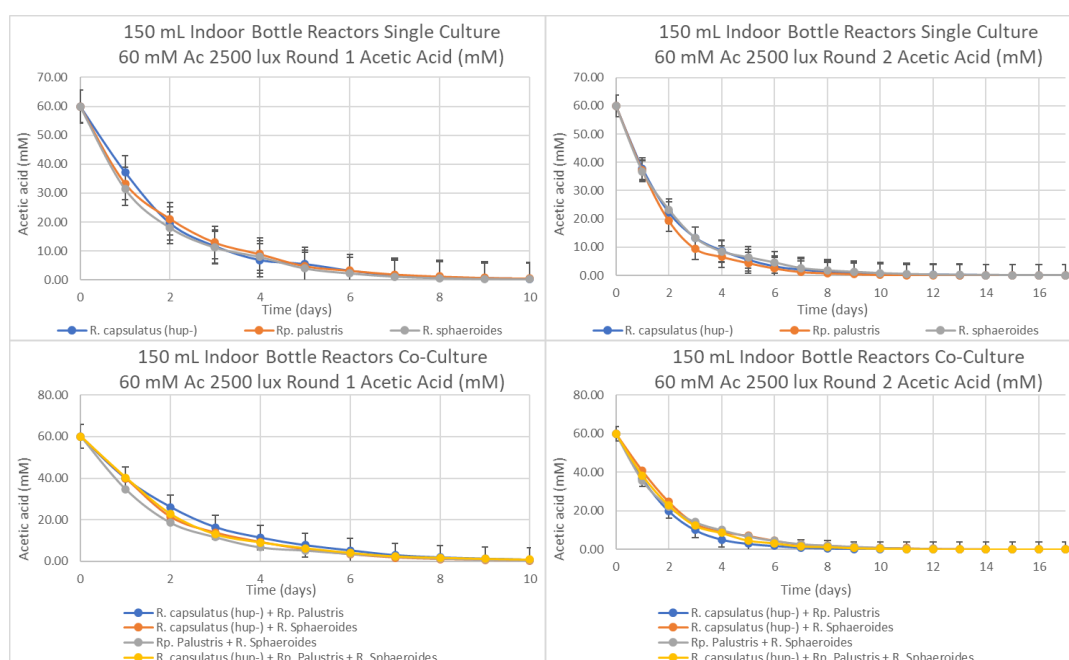 150 mL Indoor Bottle Reactors Single Culture
60 mM Ac 2500 lux Round 1 Acetic Acid (mM)
70.00
60.00
50.00
40.00
30.00
20.00
10.00
0.00
Acetic acid (mM)
0 2 4 6 8 10
Time (days)
R. capsulatus (hup-) Rp. palustris R. sphaeroides
150 mL Indoor Bottle Reactors Single Culture
60 mM Ac 2500 lux Round 2 Acetic Acid (mM)
70.00
60.00
50.00
40.00
30.00
20.00
10.00
0.00
Acetic acid (mM)
0 2 4 6 8 10 12 14 16
Time (days)
R. capsulatus (hup-) Rp. palustris R. sphaeroides
150 mL Indoor Bottle Reactors Co-Culture
60 mM Ac 2500 lux Round 1 Acetic Acid (mM)
80.00
60.00
40.00
20.00
0.00
Acetic acid (mM)
0 2 4 6 8 10
Time (days)
R. capsulatus (hup-) + Rp. Palustris
R. capsulatus (hup-) + R. Sphaeroides
Rp. Palustris + R. Sphaeroides
R. capsulatus (hup-) + Rp. Palustris + R. Sphaeroides
150 mL Indoor Bottle Reactors Co-Culture
60 mM Ac 2500 lux Round 2 Acetic Acid (mM)
80.00
60.00
40.00
20.00
0.00
Acetic acid (mM)
0 2 4 6 8 10 12 14 16
Time (days)
R. capsulatus (hup-) + Rp. Palustris
R. capsulatus (hup-) + R. Sphaeroides
Rp. Palustris + R. Sphaeroides
R. capsulatus (hup-) + Rp. Palustris + R. Sphaeroides